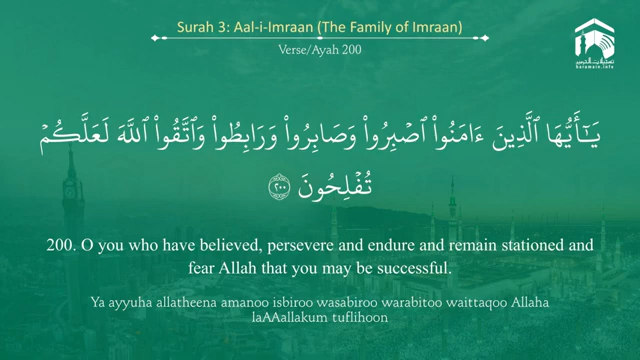 Surah 3: Aal-i-Imraan (The Family of Imraan)
Verse/Ayah 200
haramain.info
يَـٰٓأَيُّهَا ٱلَّذِينَ ءَامَنُوا۟ ٱصْبِرُوا۟ وَصَابِرُوا۟ وَرَابِطُوا۟ وَٱتَّقُوا۟ ٱللَّهَ لَعَلَّكُمْ
تُفْلِحُونَ ٢٠٠
200. O you who have believed, persevere and endure and remain stationed and
fear Allah that you may be successful.
Ya ayyuha allatheena amanoo isbiroo wasabiroo warabitoo waittaqoo Allaha
laAAallakum tuflihoon